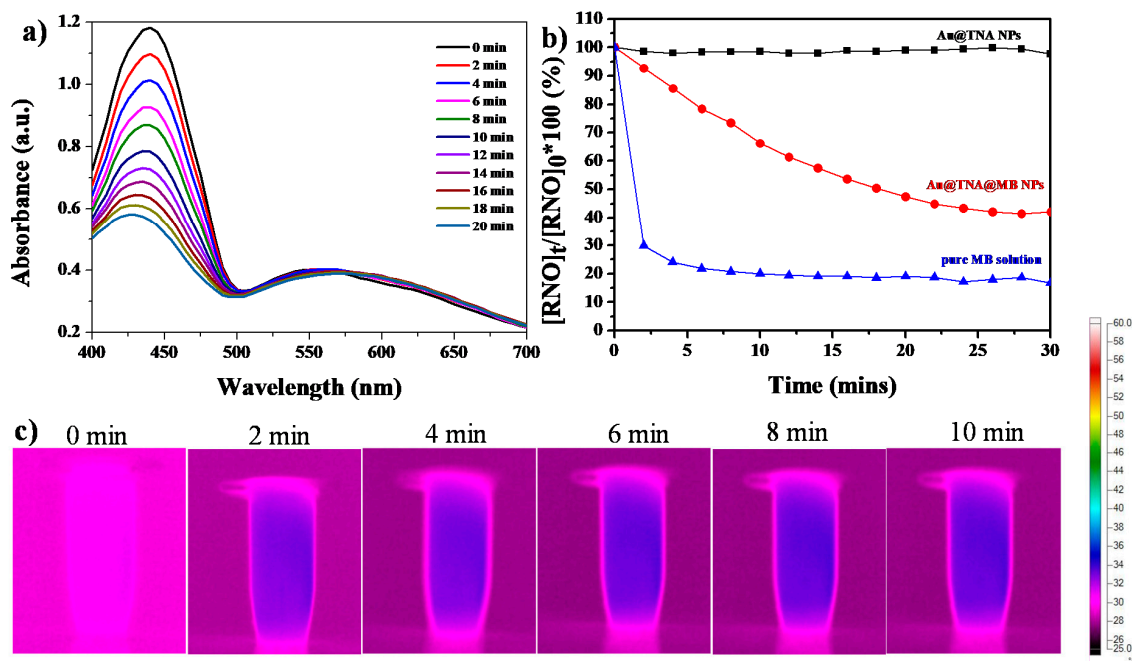 a)
1.2
1.0
0.8
0.6
0.4
0.2
Absorbance (a.u.)
400
450
500
550
600
650
700
Wavelength (nm)
0 min
2 min
4 min
6 min
8 min
10 min
12 min
14 min
16 min
18 min
20 min
b)
110
100
90
80
70
60
50
40
30
20
10
0
[RNO]t/[RNO]0*100 (%)
0
5
10
15
20
25
30
Time (mins)
Au@TNA NPs
Au@TNA@MB NPs
pure MB solution
c)
0 min
2 min
4 min
6 min
8 min
10 min
60.0
58
56
54
52
50
48
46
44
42
40
38
36
34
32
30
28
26
25.0